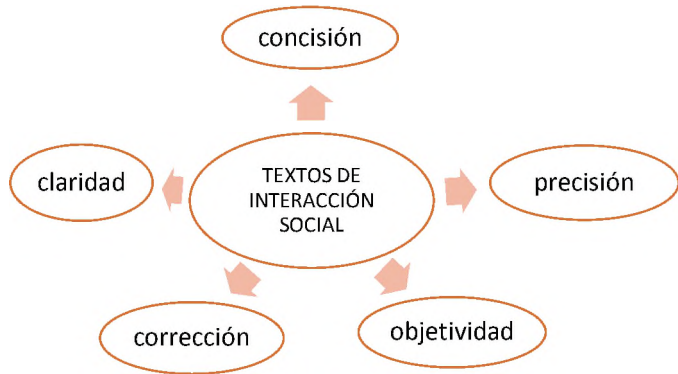 concisión
claridad
TEXTOS DE
INTERACCIÓN
SOCIAL
precisión
corrección
objetividad